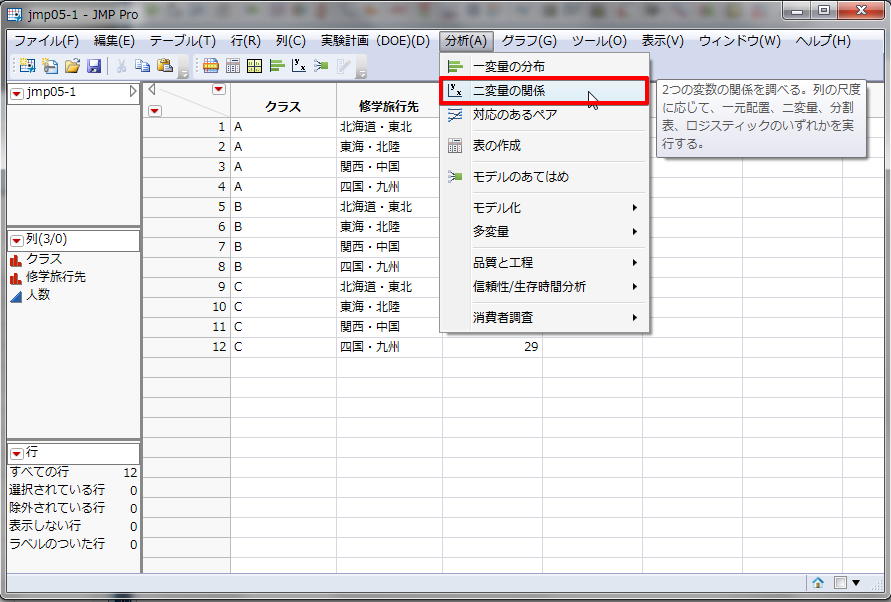 jmp05-1 - JMP Pro
ファイル(F) 編集(E) テーブル(T) 行(R) 列(C) 実験計画（DOE)(D) 分析(A) グラフ(G) ツール(O) 表示(V) ウィンドウ(W) ヘルプ(H)
一変量の分布
二変量の関係
対応のあるペア
表の作成
モデルのあてはめ
モデル化
多変量
品質と工程
信頼性/生存時間分析
消費者調査
2つの変数の関係を調べる。列の尺度
に応じて、一元配置、二変量、分割
表、ロジスティックのいずれかを実
行する。
jmp05-1
列(3/0)
クラス
修学旅行先
人数
行
すべての行 12
選択されている行 0
除外されている行 0
表示しない行 0
ラベルのついた行 0
クラス 修学旅行先
1 A 北海道・東北
2 A 東海・北陸
3 A 関西・中国
4 A 四国・九州
5 B 北海道・東北
6 B 東海・北陸
7 B 関西・中国
8 B 四国・九州
9 C 北海道・東北
10 C 東海・北陸
11 C 関西・中国
12 C 四国・九州 29